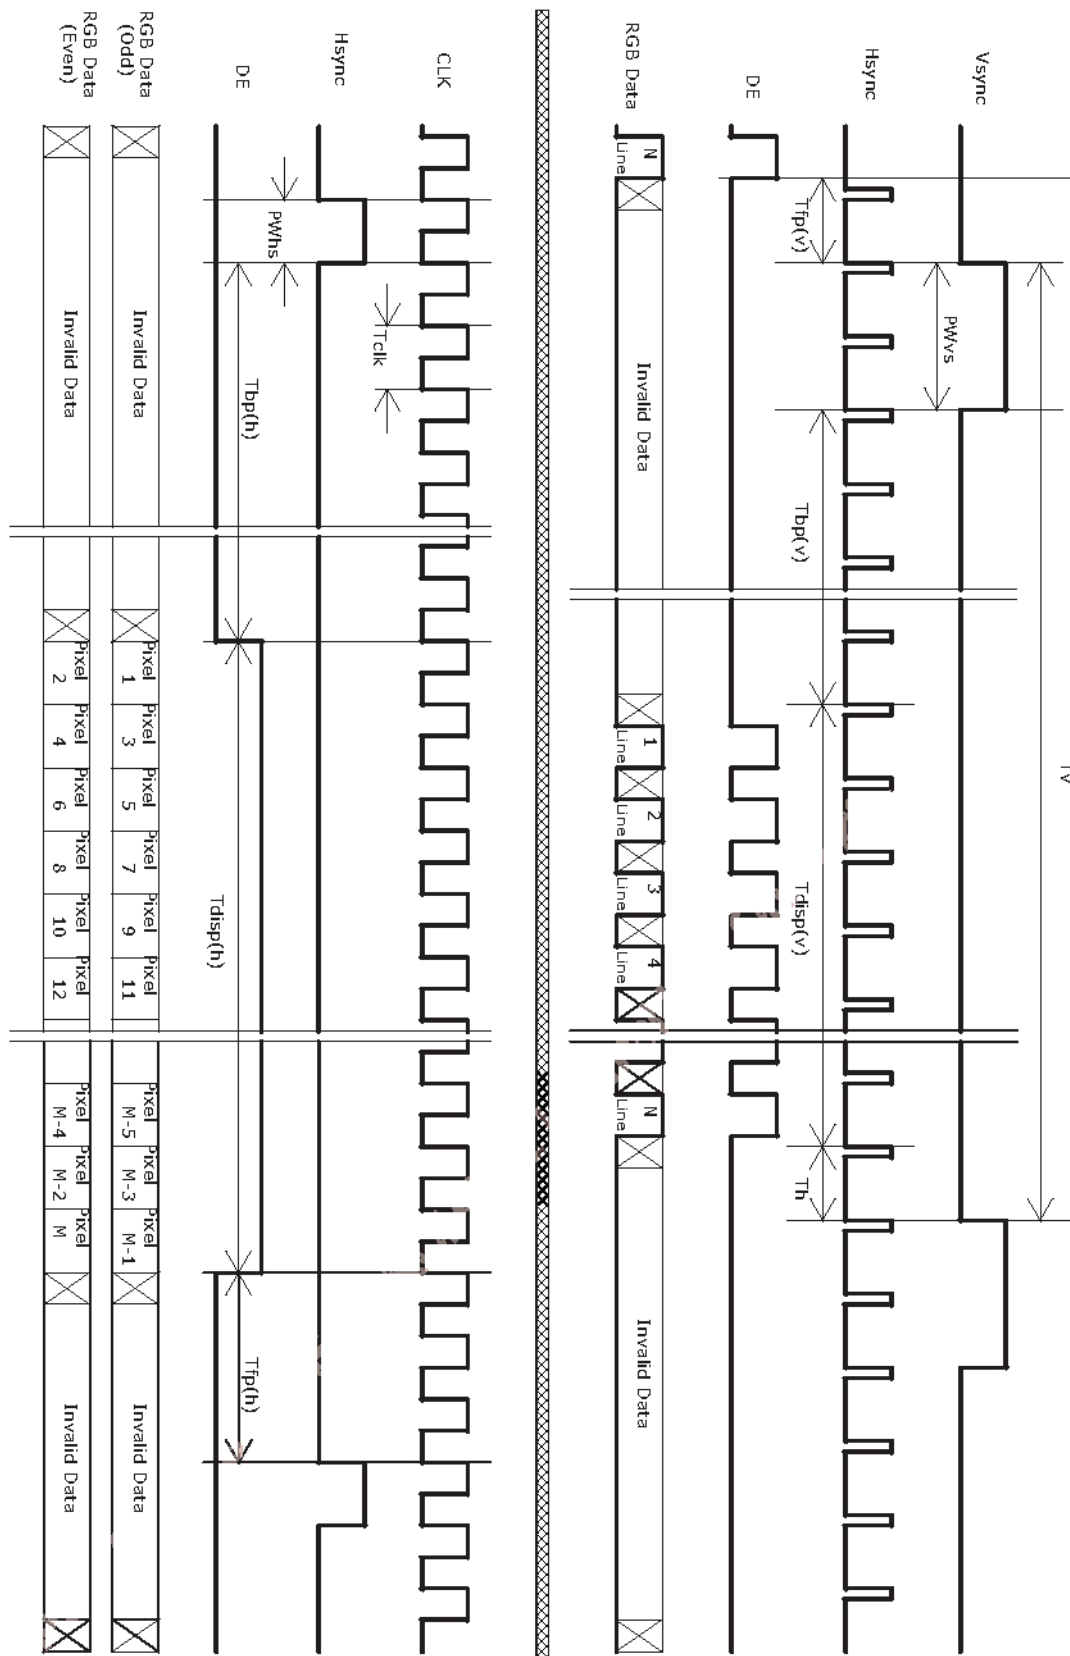 Tv
Vsync
PWvs
Hsync
Tfp(v)
Tbp(v)
Tdisp(v)
Th
DE
RGB Data
Line N
Invalid Data
Line 1
Line 2
Line 3
Line 4
Line N
Invalid Data
CLK
Tclk
Hsync
PWhs
DE
Tbp(h)
Tdisp(h)
Tfp(h)
RGB Data
(Odd)
Invalid Data
Pixel
1
Pixel
3
Pixel
5
Pixel
7
Pixel
9
Pixel
11
Pixel
M-5
Pixel
M-3
Pixel
M-1
Invalid Data
RGB Data
(Even)
Invalid Data
Pixel
2
Pixel
4
Pixel
6
Pixel
8
Pixel
10
Pixel
12
Pixel
M-4
Pixel
M-2
Pixel
M
Invalid Data